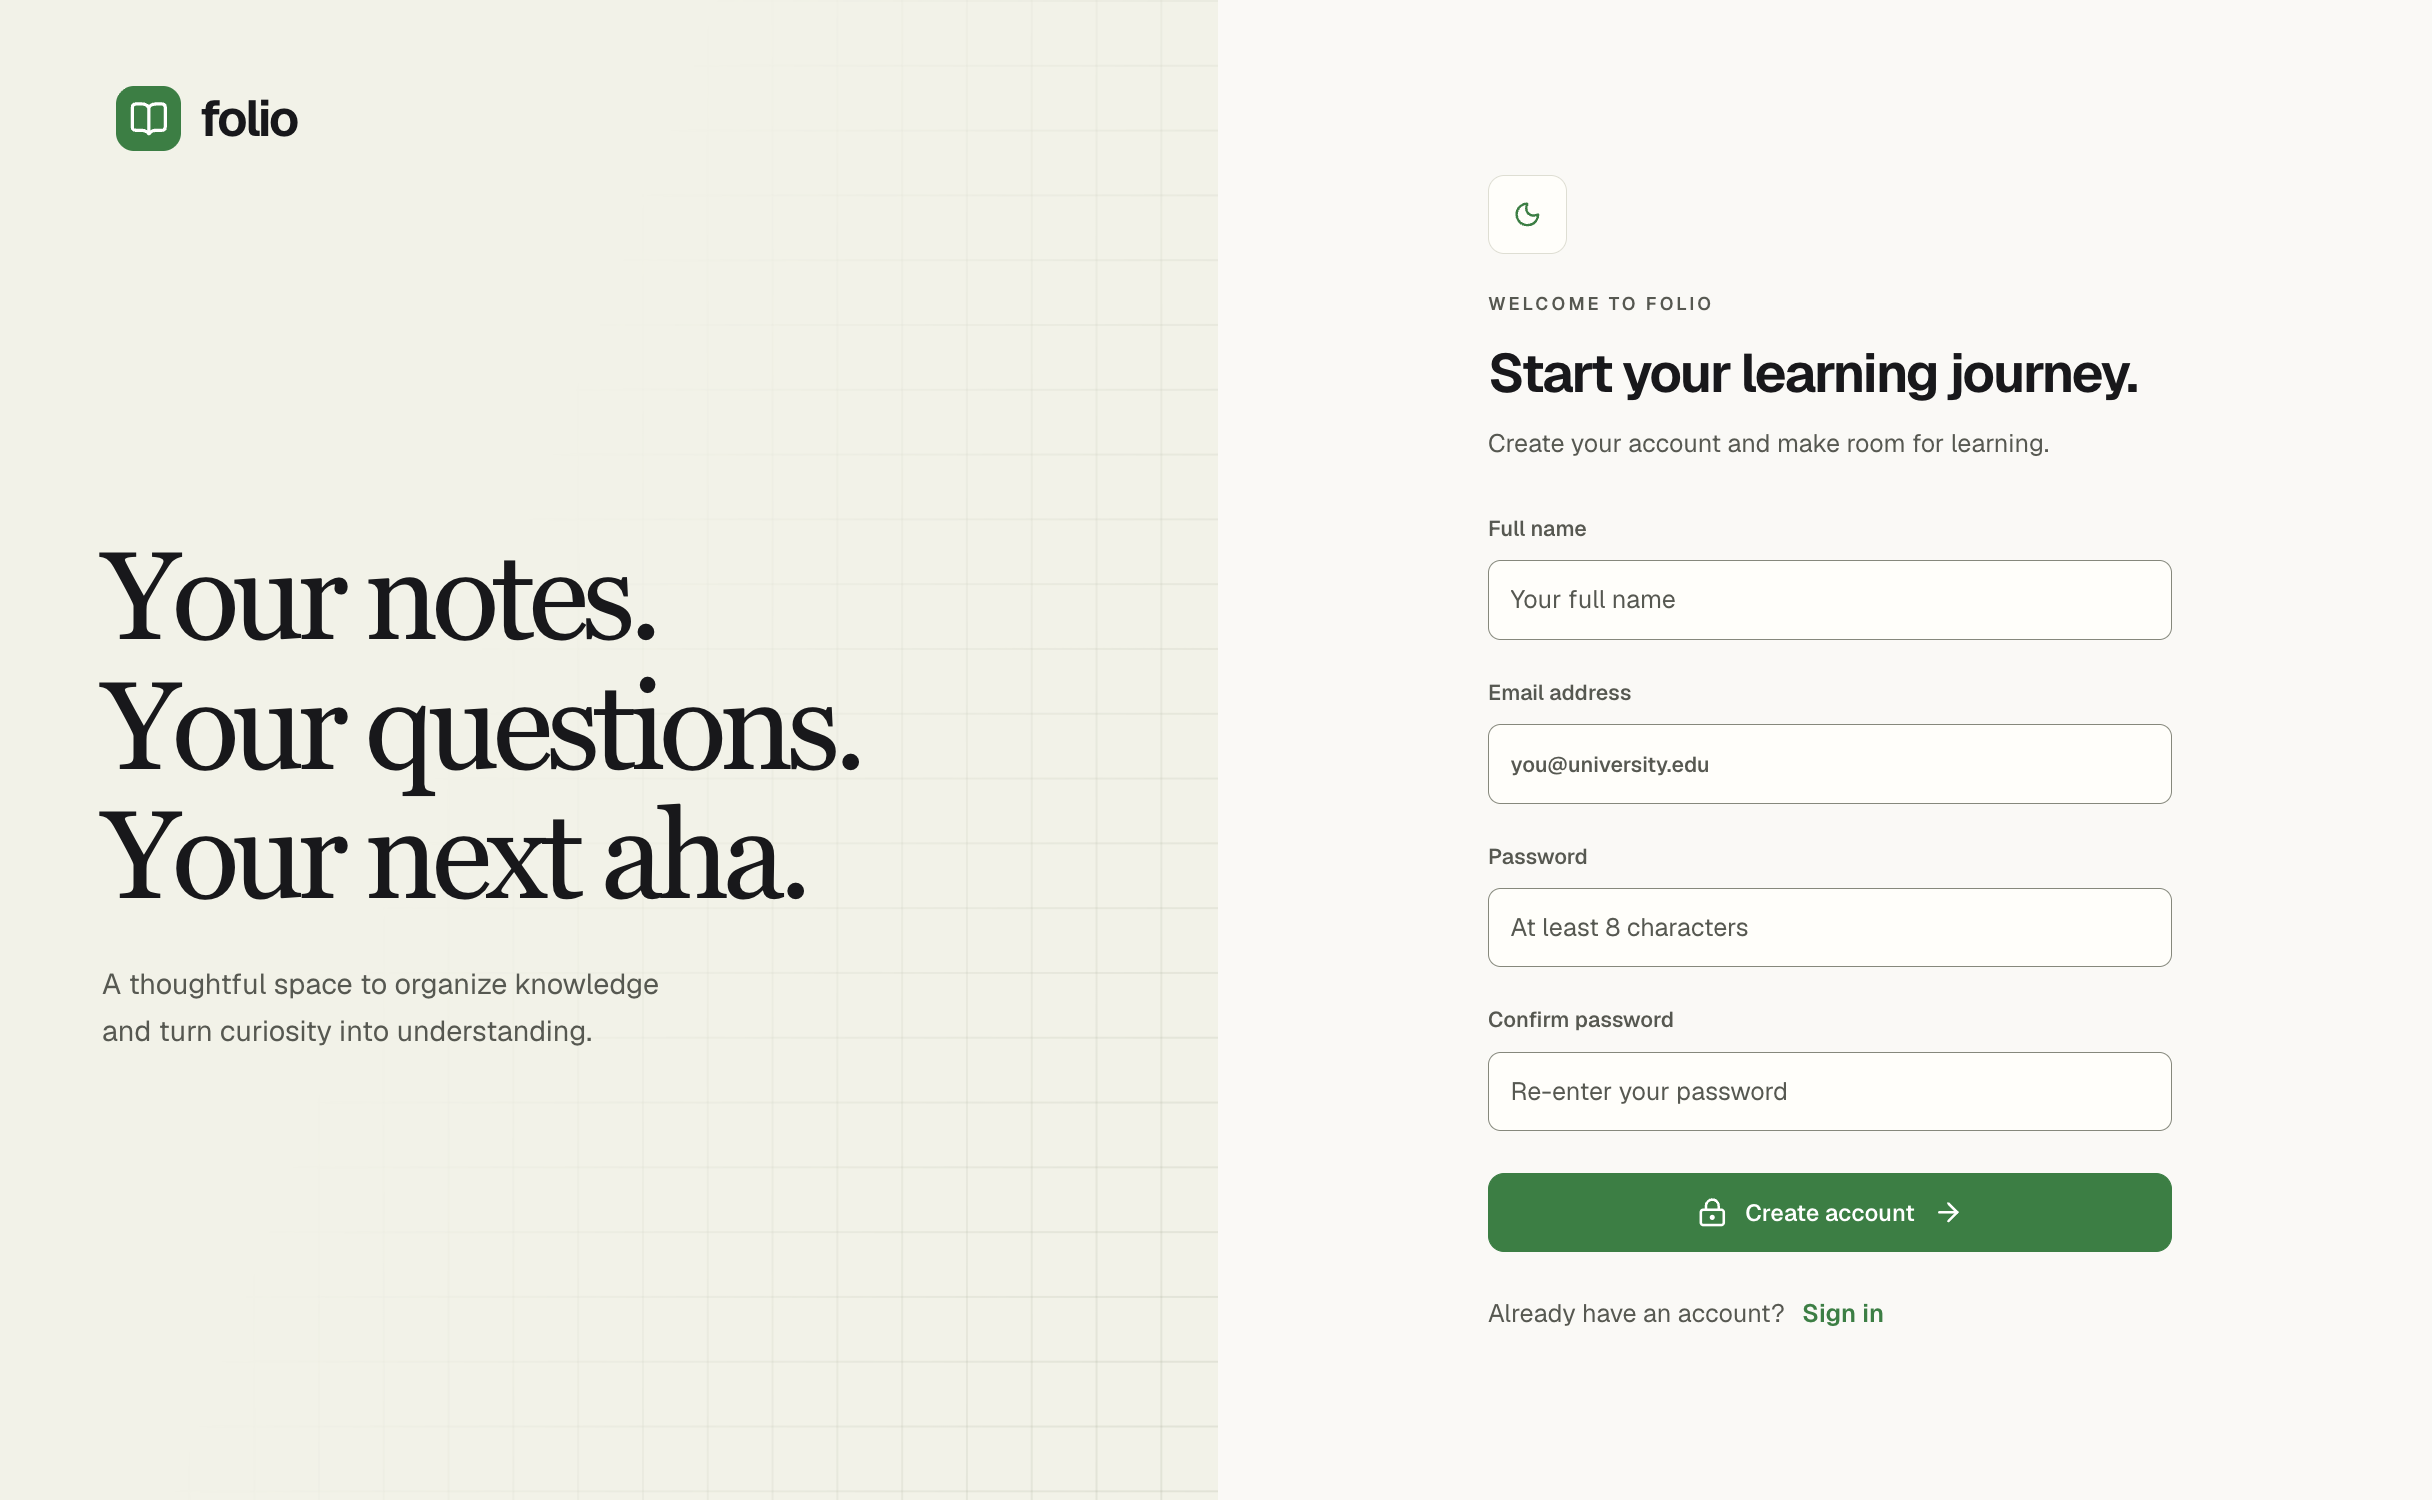 folio
Your notes.
Your questions.
Your next aha.
A thoughtful space to organize knowledge
and turn curiosity into understanding.
WELCOME TO FOLIO
Start your learning journey.
Create your account and make room for learning.
Full name
Your full name
Email address
you@university.edu
Password
At least 8 characters
Confirm password
Re-enter your password
Create account
Already have an account? Sign in